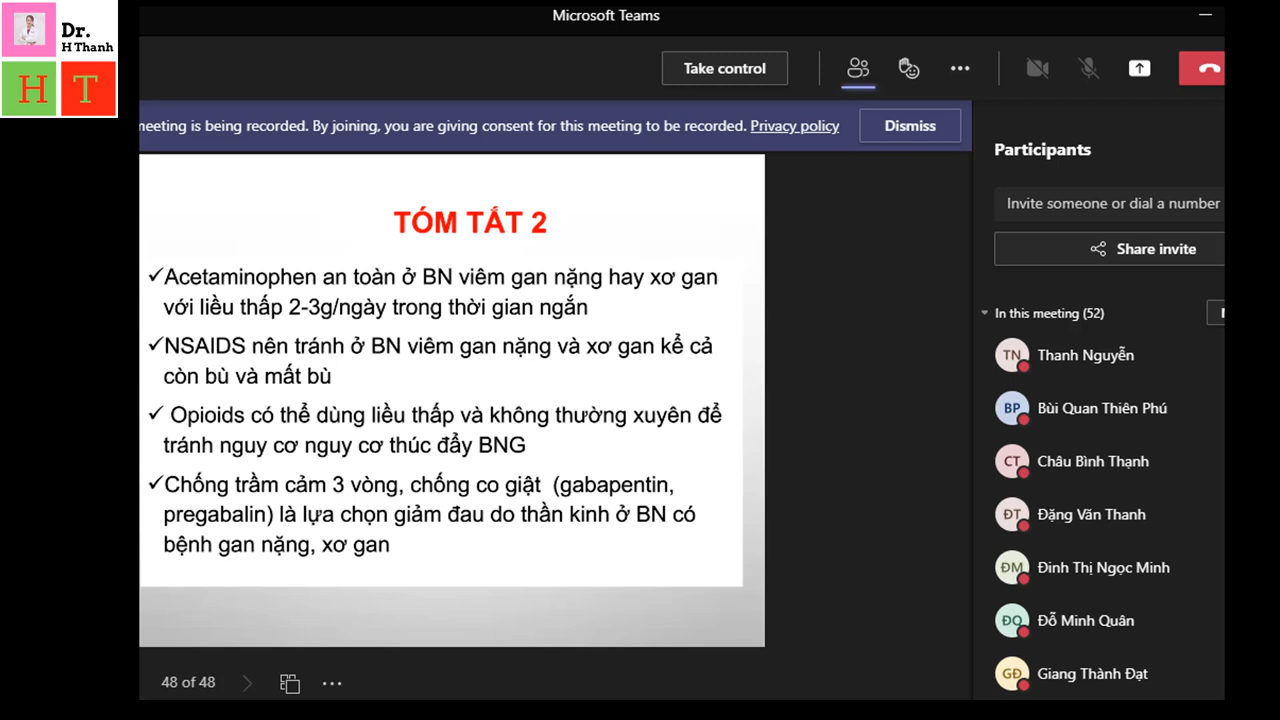 Dr.
H Thanh
H T
Microsoft Teams
Take control
meeting is being recorded. By joining, you are giving consent for this meeting to be recorded. Privacy policy
Dismiss
TÓM TẮT 2
✓Acetaminophen an toàn ở BN viêm gan nặng hay xơ gan
với liều thấp 2-3g/ngày trong thời gian ngắn
✓NSAIDS nên tránh ở BN viêm gan nặng và xơ gan kể cả
còn bù và mất bù
✓ Opioids có thể dùng liều thấp và không thường xuyên để
tránh nguy cơ nguy cơ thúc đẩy BNG
✓Chống trầm cảm 3 vòng, chống co giật (gabapentin,
pregabalin) là lựa chọn giảm đau do thần kinh ở BN có
bệnh gan nặng, xơ gan
48 of 48
Participants
Invite someone or dial a number
Share invite
In this meeting (52)
TN Thanh Nguyễn
BP Bùi Quan Thiên Phú
CT Châu Bình Thạnh
ĐT Đặng Văn Thanh
ĐM Đinh Thị Ngọc Minh
ĐQ Đỗ Minh Quân
GĐ Giang Thành Đạt